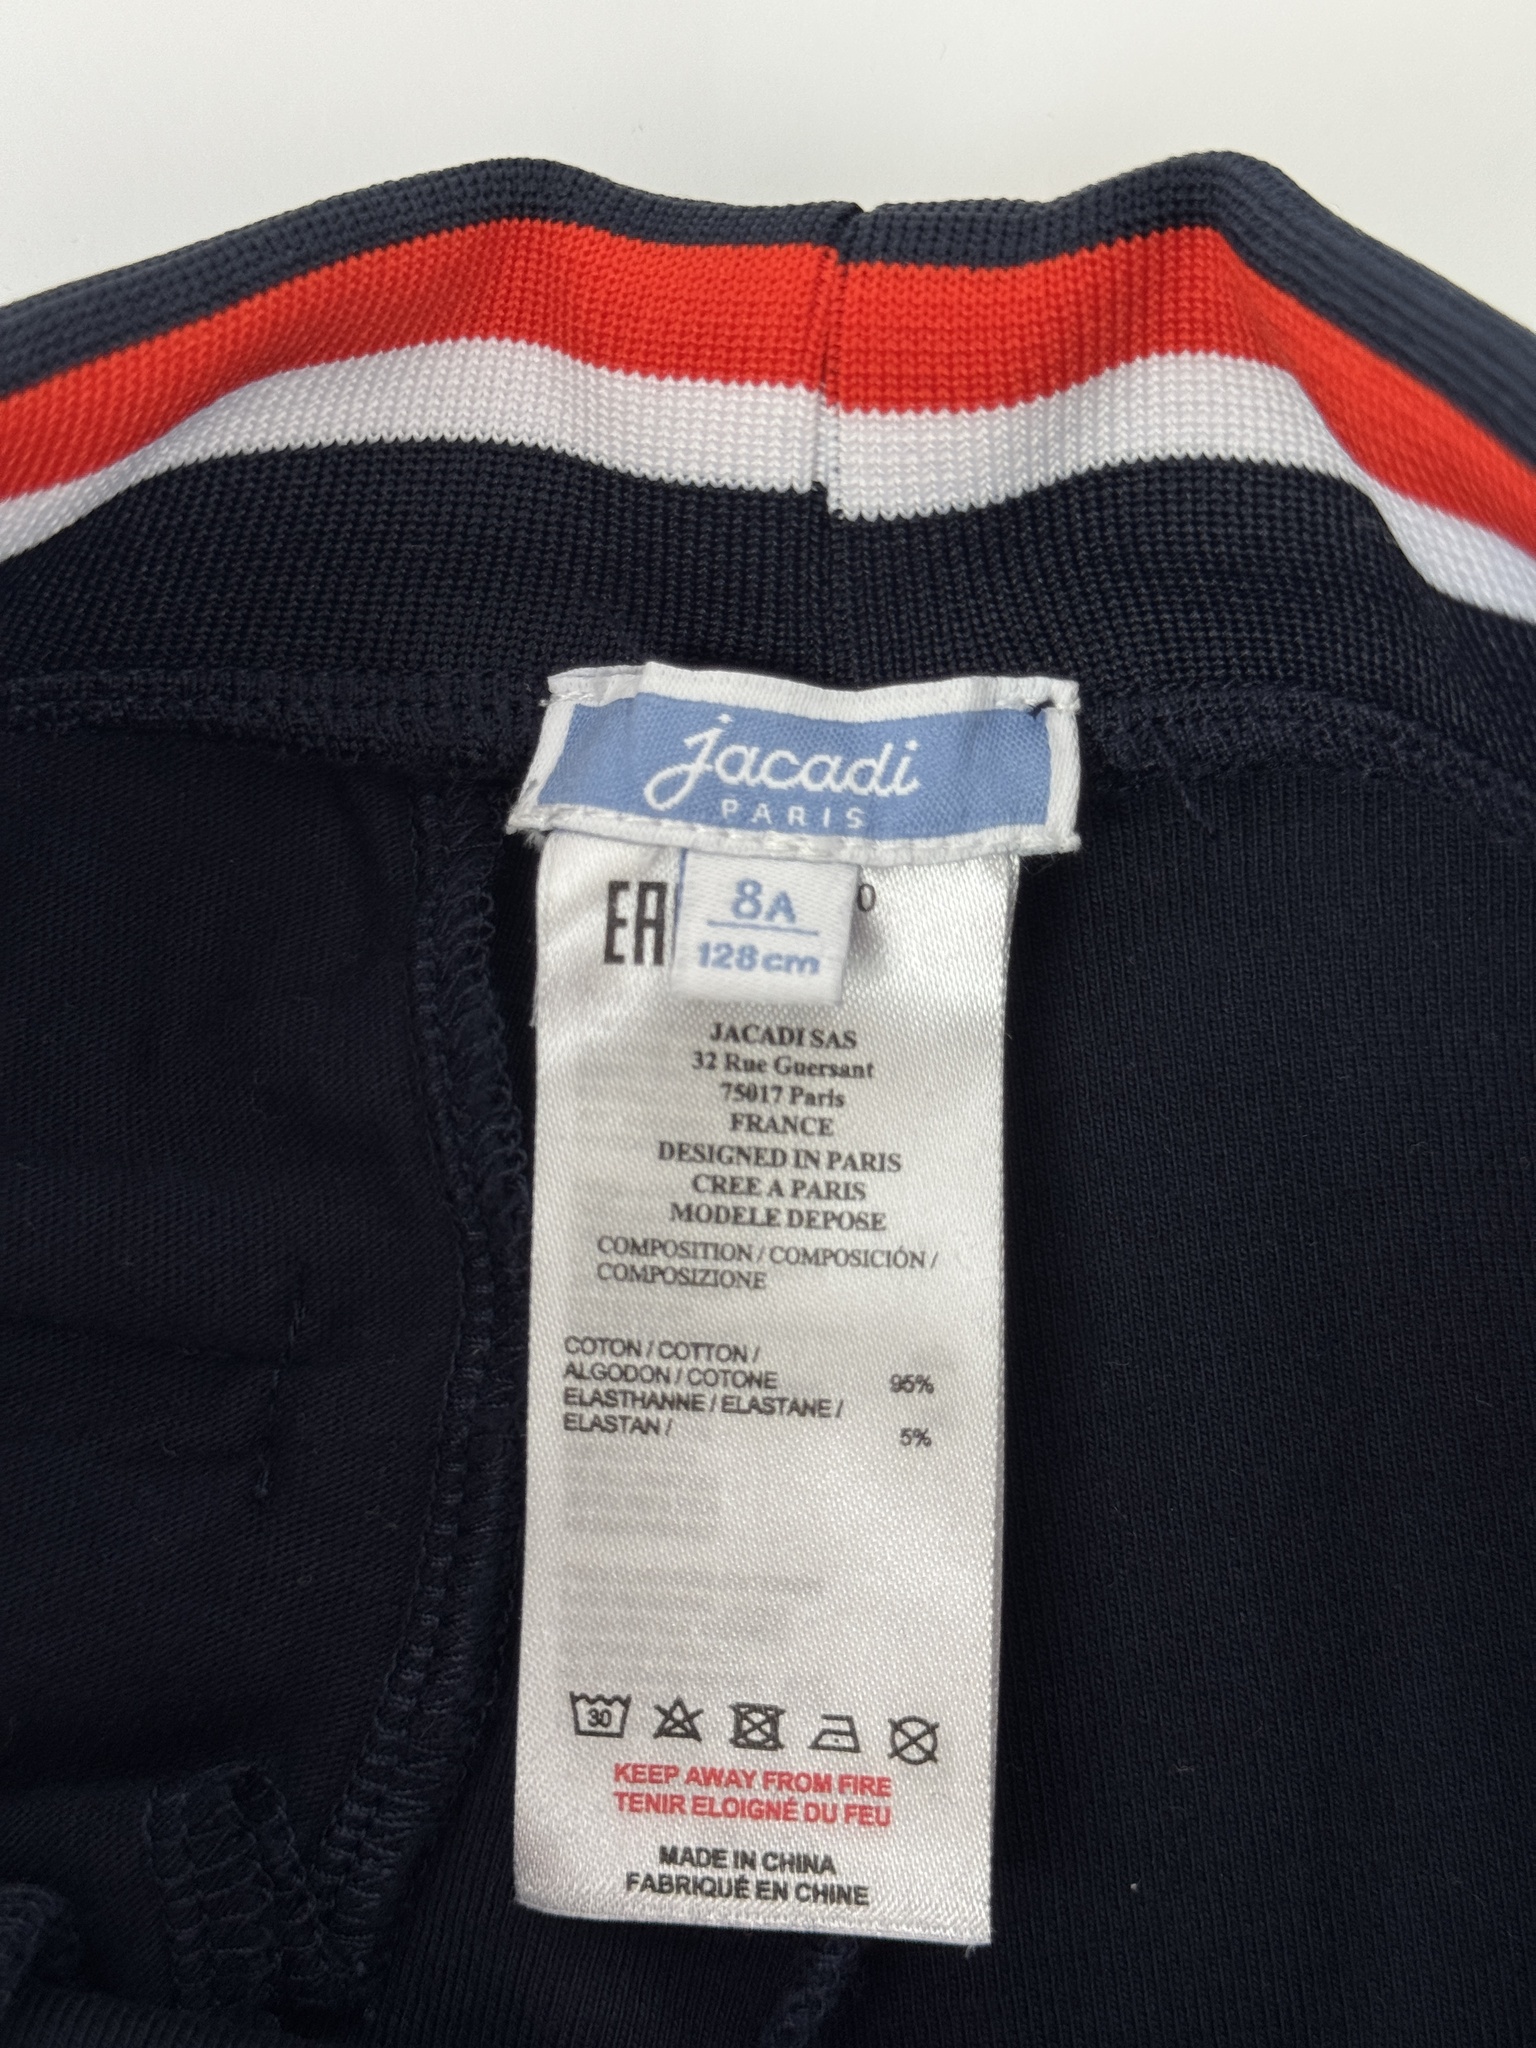 jacadi
PARIS
8A
128cm
JACADI SAS
32 Rue Guersant
75017 Paris
FRANCE
DESIGNED IN PARIS
CREE A PARIS
MODELE DEPOSE
COMPOSITION / COMPOSICIÓN /
COMPOSIZIONE
COTON / COTTON /
ALGODON / COTONE 95%
ELASTHANNE / ELASTANE /
ELASTAN / 5%
30
KEEP AWAY FROM FIRE
TENIR ELOIGNÉ DU FEU
MADE IN CHINA
FABRIQUÉ EN CHINE